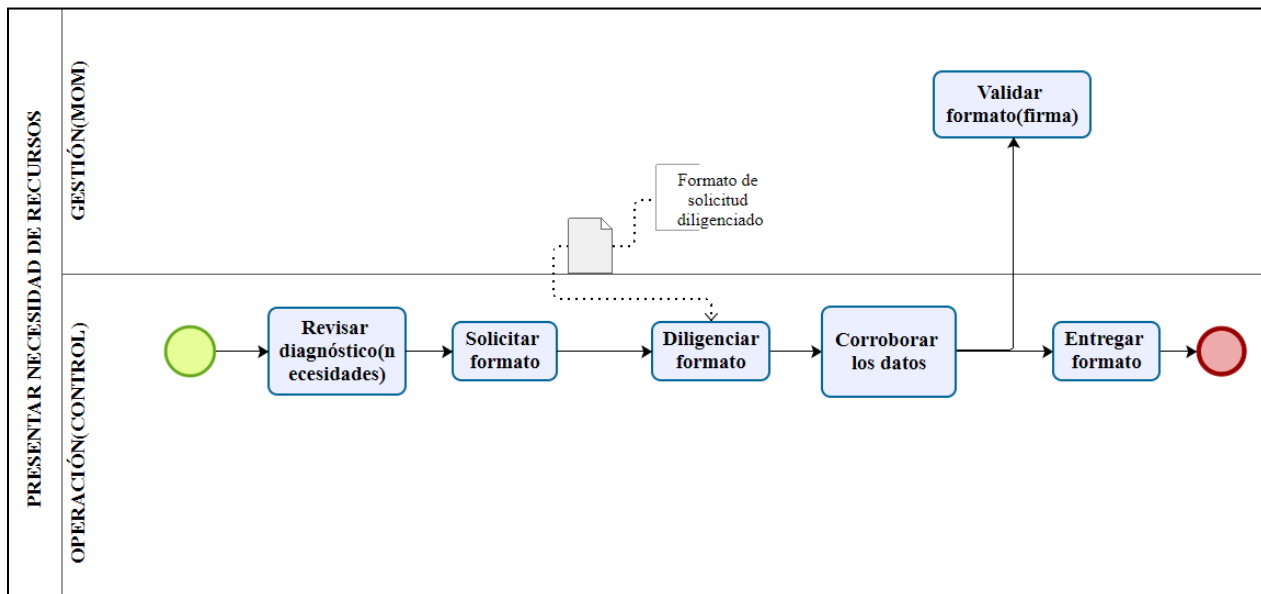 PRESENTAR NECESIDAD DE RECURSOS
GESTIÓN(MOM)
Validar
formato(firma)
Formato de
solicitud
diligenciado
OPERACIÓN(CONTROL)
Revisar
diagnóstico(n
ecesidades)
Solicitar
formato
Diligenciar
formato
Corroborar
los datos
Entregar
formato